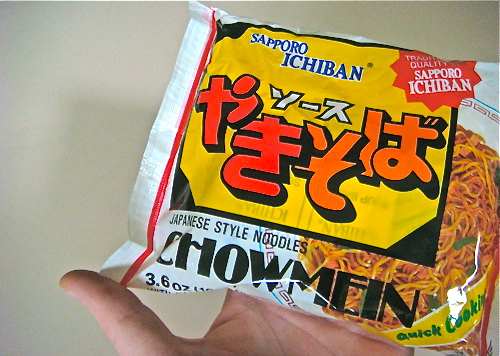 SAPPORO
ICHIBAN®
TRADITIONAL
QUALITY
SAPPORO
ICHIBAN
ソース
やきそば
JAPANESE STYLE NOODLES
CHOWMEIN
3.6 OZ
Quick Cooking